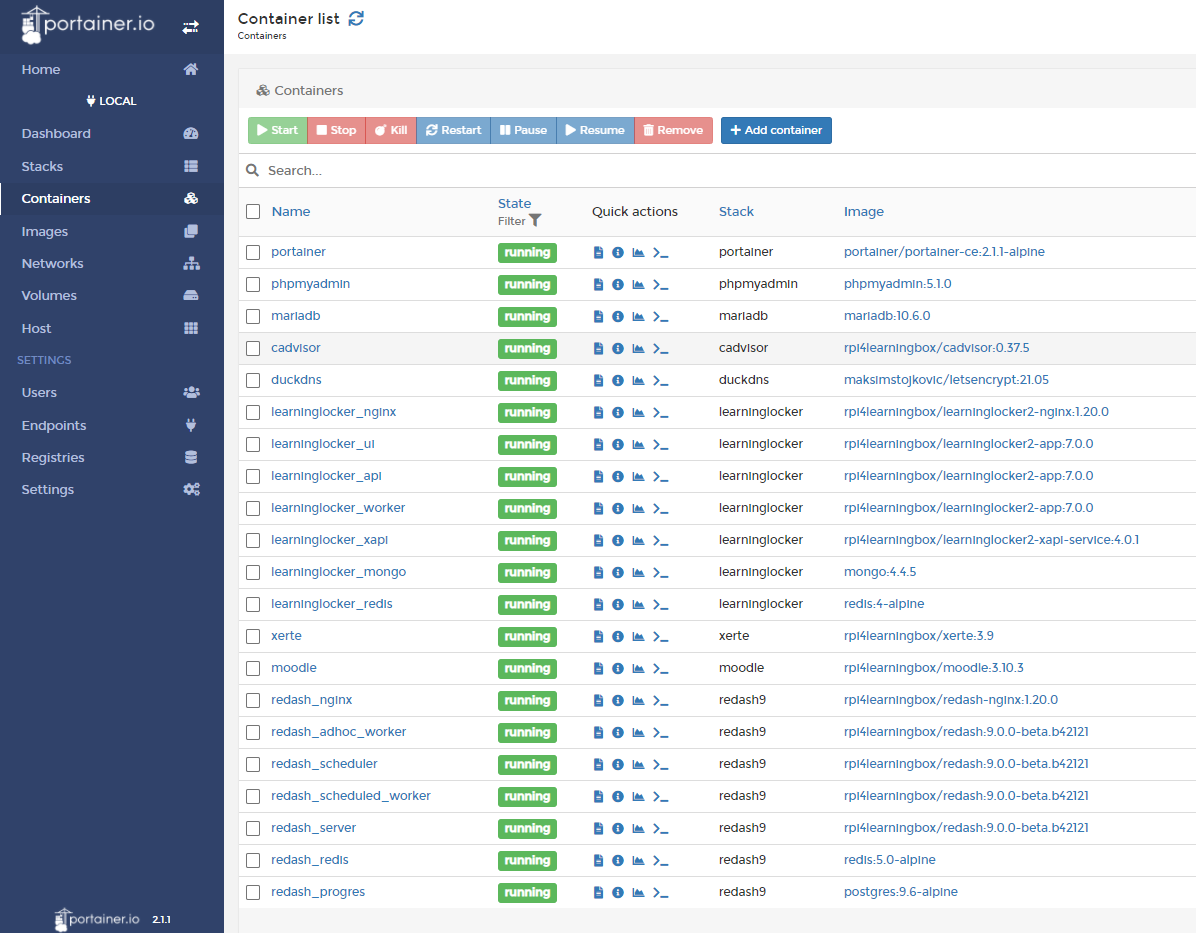 portainer.io
Home
LOCAL
Dashboard
Stacks
Containers
Images
Networks
Volumes
Host
SETTINGS
Users
Endpoints
Registries
Settings
portainer.io 2.1.1
Container list
Containers
Containers
Start Stop Kill Restart Pause Resume Remove Add container
Search...
Name State Filter Quick actions Stack Image
portainer running portainer portainer/portainer-ce:2.1.1-alpine
phpmyadmin running phpmyadmin phpmyadmin:5.1.0
mariadb running mariadb mariadb:10.6.0
cadvisor running cadvisor rpi4learningbox/cadvisor:0.37.5
duckdns running duckdns maksimstojkovic/letsencrypt:21.05
learninglocker_nginx running learninglocker rpi4learningbox/learninglocker2-nginx:1.20.0
learninglocker_ui running learninglocker rpi4learningbox/learninglocker2-app:7.0.0
learninglocker_api running learninglocker rpi4learningbox/learninglocker2-app:7.0.0
learninglocker_worker running learninglocker rpi4learningbox/learninglocker2-app:7.0.0
learninglocker_xapi running learninglocker rpi4learningbox/learninglocker2-xapi-service:4.0.1
learninglocker_mongo running learninglocker mongo:4.4.5
learninglocker_redis running learninglocker redis:4-alpine
xerte running xerte rpi4learningbox/xerte:3.9
moodle running moodle rpi4learningbox/moodle:3.10.3
redash_nginx running redash9 rpi4learningbox/redash-nginx:1.20.0
redash_adhoc_worker running redash9 rpi4learningbox/redash:9.0.0-beta.b42121
redash_scheduler running redash9 rpi4learningbox/redash:9.0.0-beta.b42121
redash_scheduled_worker running redash9 rpi4learningbox/redash:9.0.0-beta.b42121
redash_server running redash9 rpi4learningbox/redash:9.0.0-beta.b42121
redash_redis running redash9 redis:5.0-alpine
redash_progres running redash9 postgres:9.6-alpine